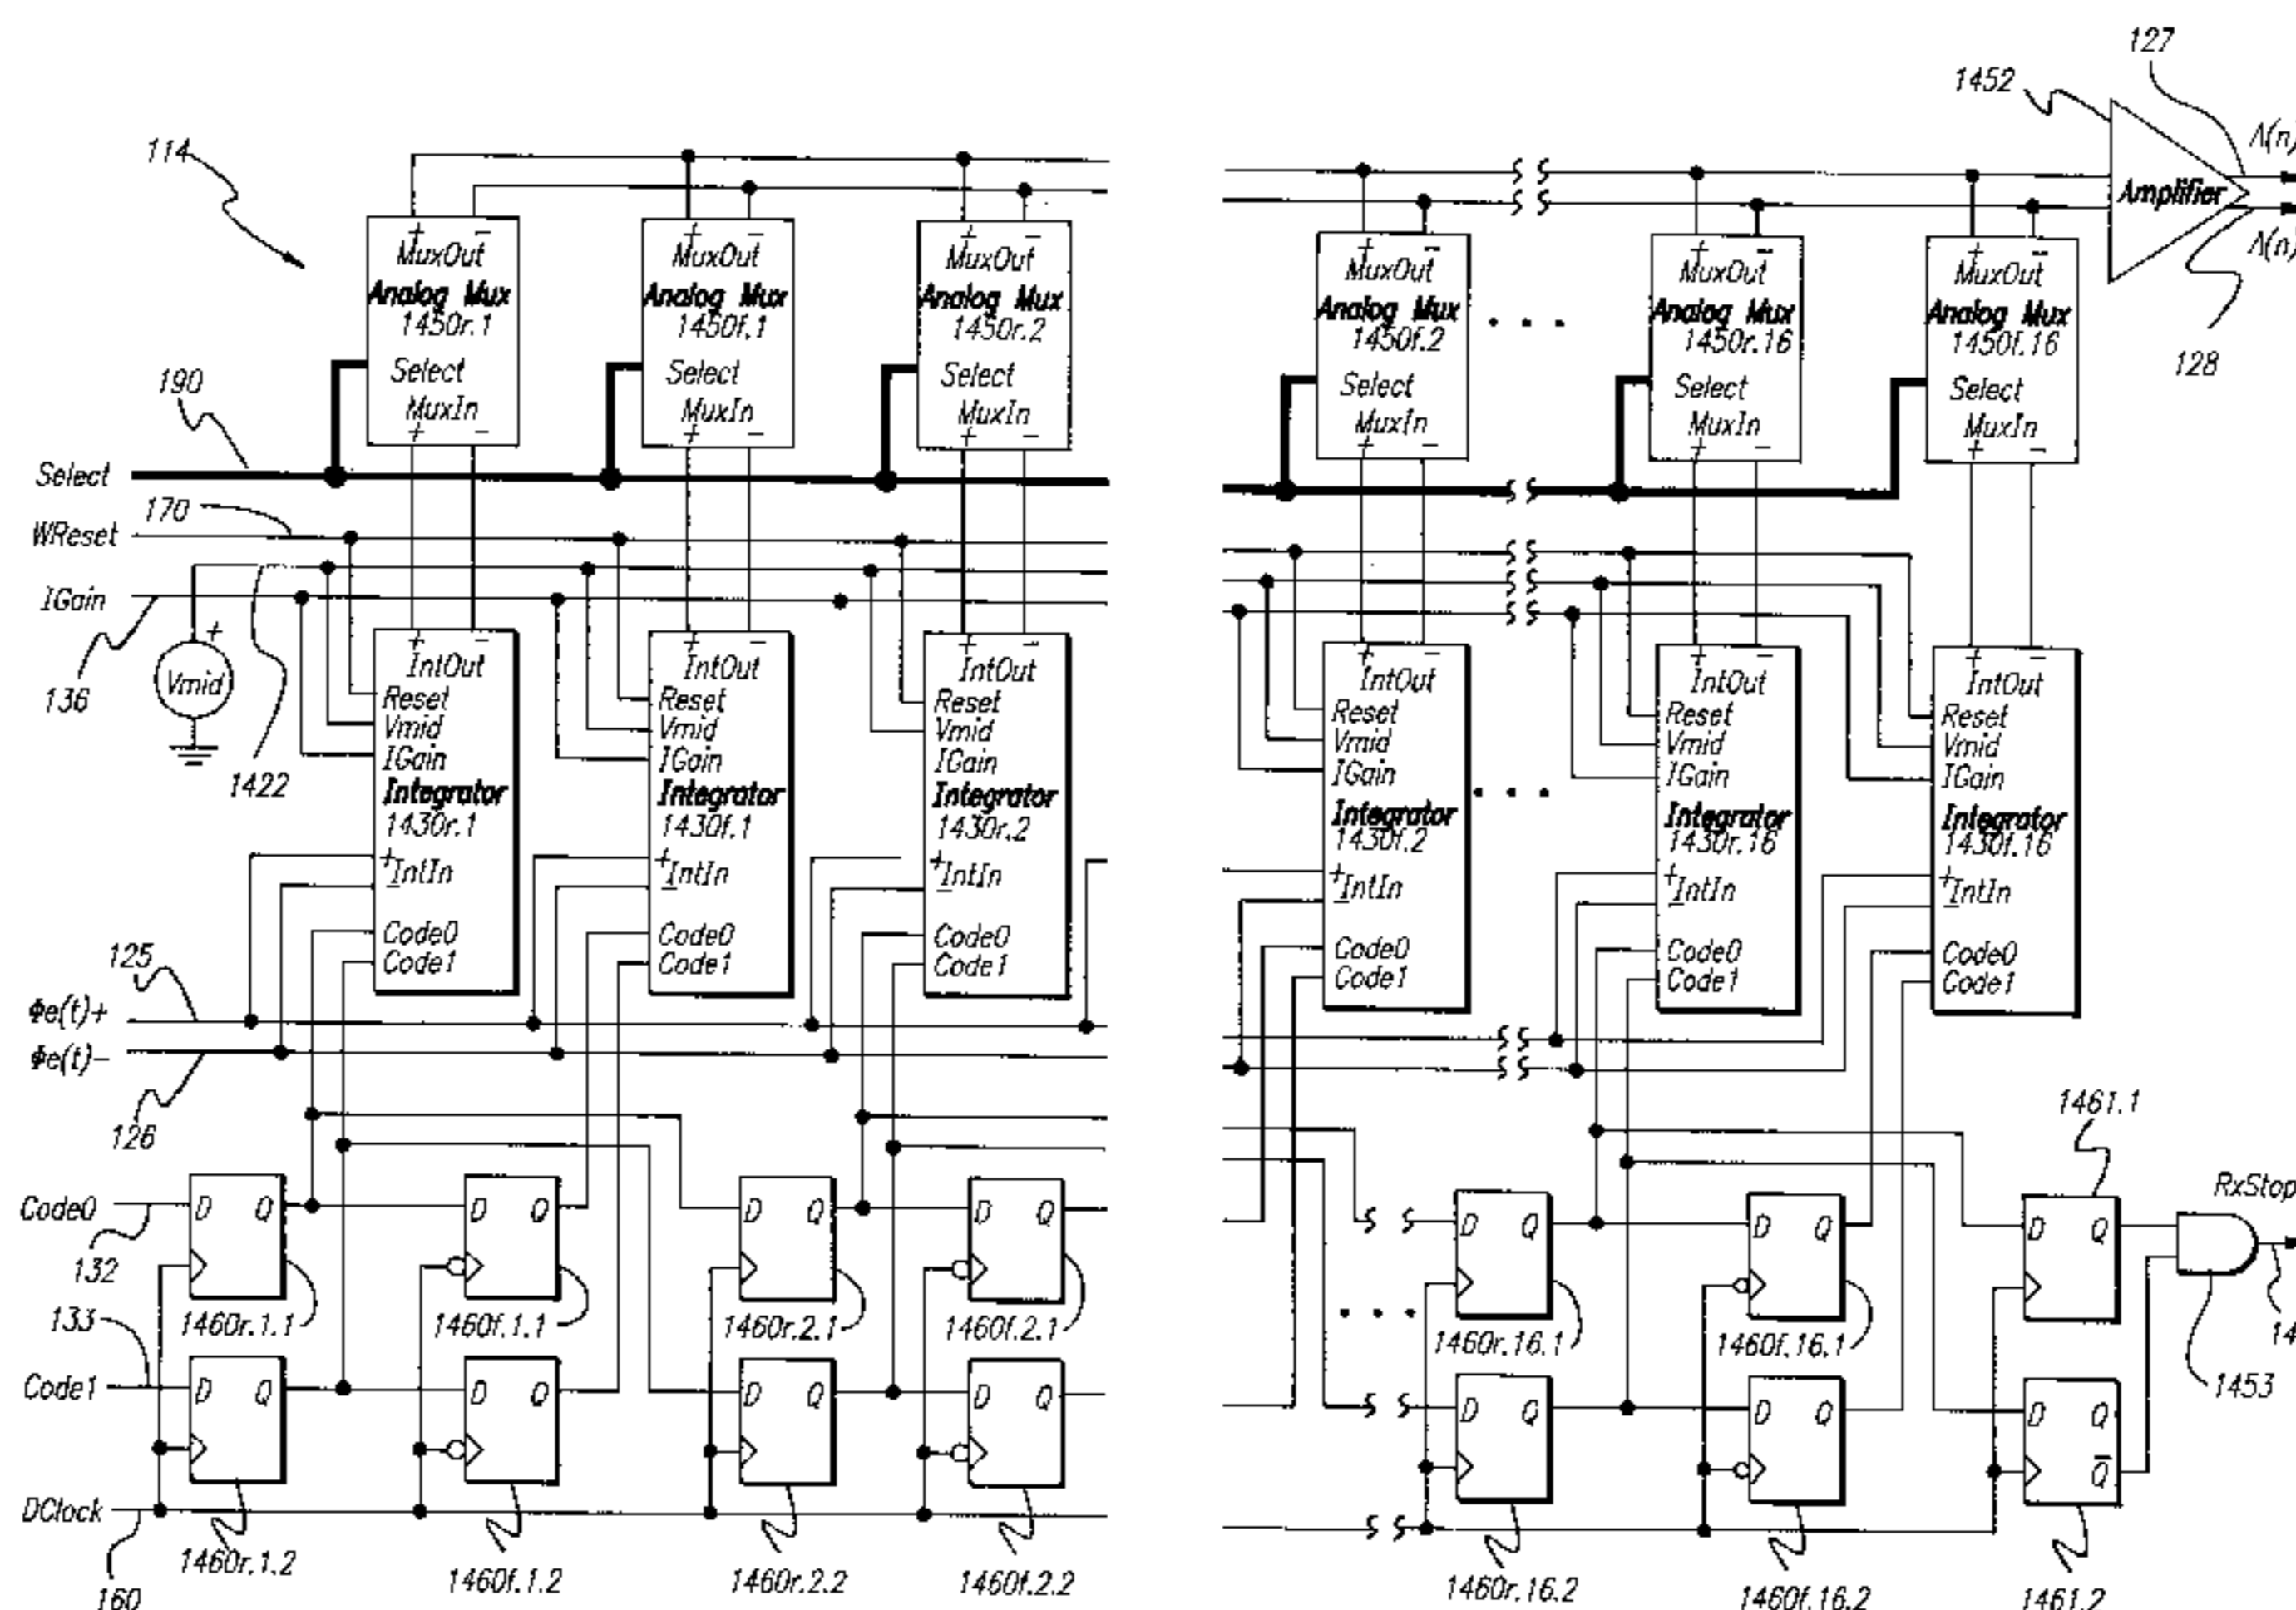 127
1452
Λ(n)
114
Amplifier
Λ(n)
128
+ −
MuxOut
Analog Mux
1450r.1
Select
MuxIn
+ −
+ −
MuxOut
Analog Mux
1450f.1
Select
MuxIn
+ −
+ −
MuxOut
Analog Mux
1450r.2
Select
MuxIn
+ −
+ −
MuxOut
Analog Mux
1450f.2
Select
MuxIn
+ −
. . .
+ −
MuxOut
Analog Mux
1450r.16
Select
MuxIn
+ −
+ −
MuxOut
Analog Mux
1450f.16
Select
MuxIn
+ −
190
Select
170
WReset
IGain
136
+
Vmid
1422
+ −
IntOut
Reset
Vmid
IGain
Integrator
1430r.1
+
− IntIn
Code0
Code1
+ −
IntOut
Reset
Vmid
IGain
Integrator
1430f.1
+
− IntIn
Code0
Code1
+ −
IntOut
Reset
Vmid
IGain
Integrator
1430r.2
+
− IntIn
Code0
Code1
+ −
IntOut
Reset
Vmid
IGain
Integrator
1430f.2
+
− IntIn
Code0
Code1
. . .
+ −
IntOut
Reset
Vmid
IGain
Integrator
1430r.16
+
− IntIn
Code0
Code1
+ −
IntOut
Reset
Vmid
IGain
Integrator
1430f.16
+
− IntIn
Code0
Code1
125
Φe(t)+
Φe(t)−
126
1461.1
Code0
132
D Q
D Q
D Q
D Q
D Q
D Q
D Q
RxStop
133
1460r.1.1
1460f.1.1
1460r.2.1
1460f.2.1
. . .
1460r.16.1
1460f.16.1
14
1453
Code1
D Q
D Q
D Q
D Q
D Q
D Q
D Q
Q̅
DClock
160
1460r.1.2
1460f.1.2
1460r.2.2
1460f.2.2
1460r.16.2
1460f.16.2
1461.2